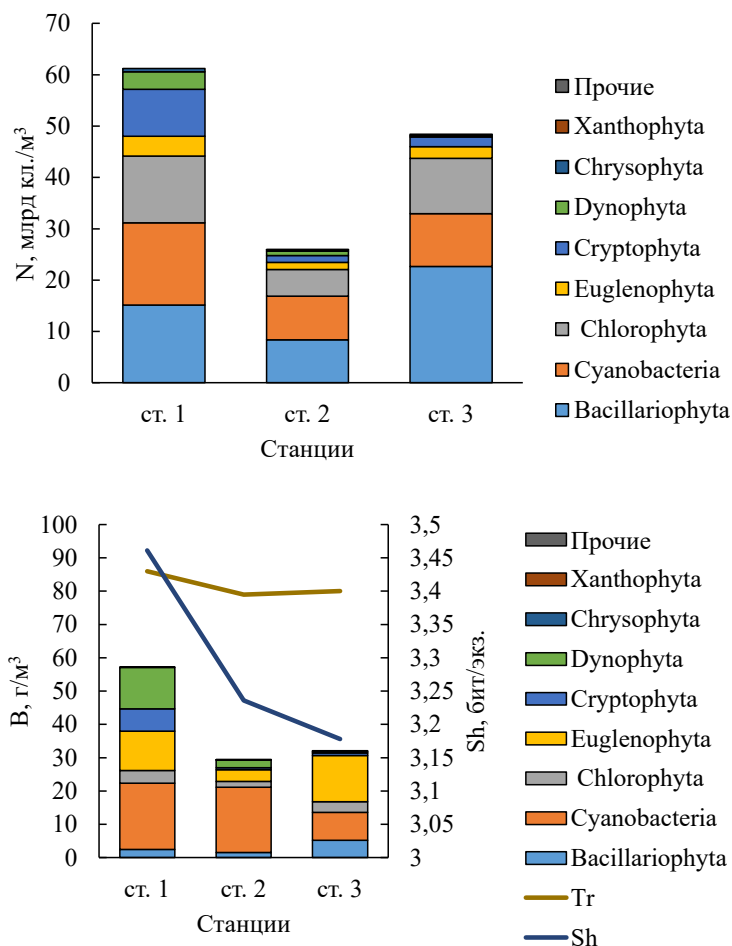 70
60
50
40
30
20
10
0
N, млрд кл./м³
ст. 1 ст. 2 ст. 3
Станции
Прочие
Xanthophyta
Chrysophyta
Dynophyta
Cryptophyta
Euglenophyta
Chlorophyta
Cyanobacteria
Bacillariophyta
100
90
80
70
60
50
40
30
20
10
0
B, г/м³
3,5
3,45
3,4
3,35
3,3
3,25
3,2
3,15
3,1
3,05
3
Sh, бит/экз.
ст. 1 ст. 2 ст. 3
Станции
Прочие
Xanthophyta
Chrysophyta
Dynophyta
Cryptophyta
Euglenophyta
Chlorophyta
Cyanobacteria
Bacillariophyta
Tr
Sh